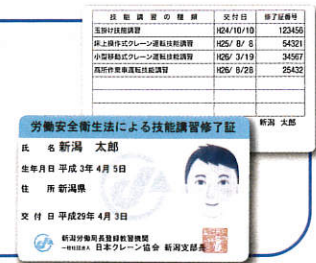 技能講習の種類 交付日 修了証番号
玉掛け技能講習 H24/10/10 123456
床上操作式クレーン運転技能講習 H25/ 8/ 8 54321
小型移動式クレーン運転技能講習 H26/ 3/19 34567
高所作業車運転技能講習 H26/ 8/28 25432
新潟 太郎
労働安全衛生法による技能講習修了証
氏 名 新潟 太郎
生年月日 平成 3年 4月 5日
住 所 新潟県
交 付 日 平成29年 4月 3日
新潟労働局長登録教習機関
一般社団法人 日本クレーン協会 新潟支部長